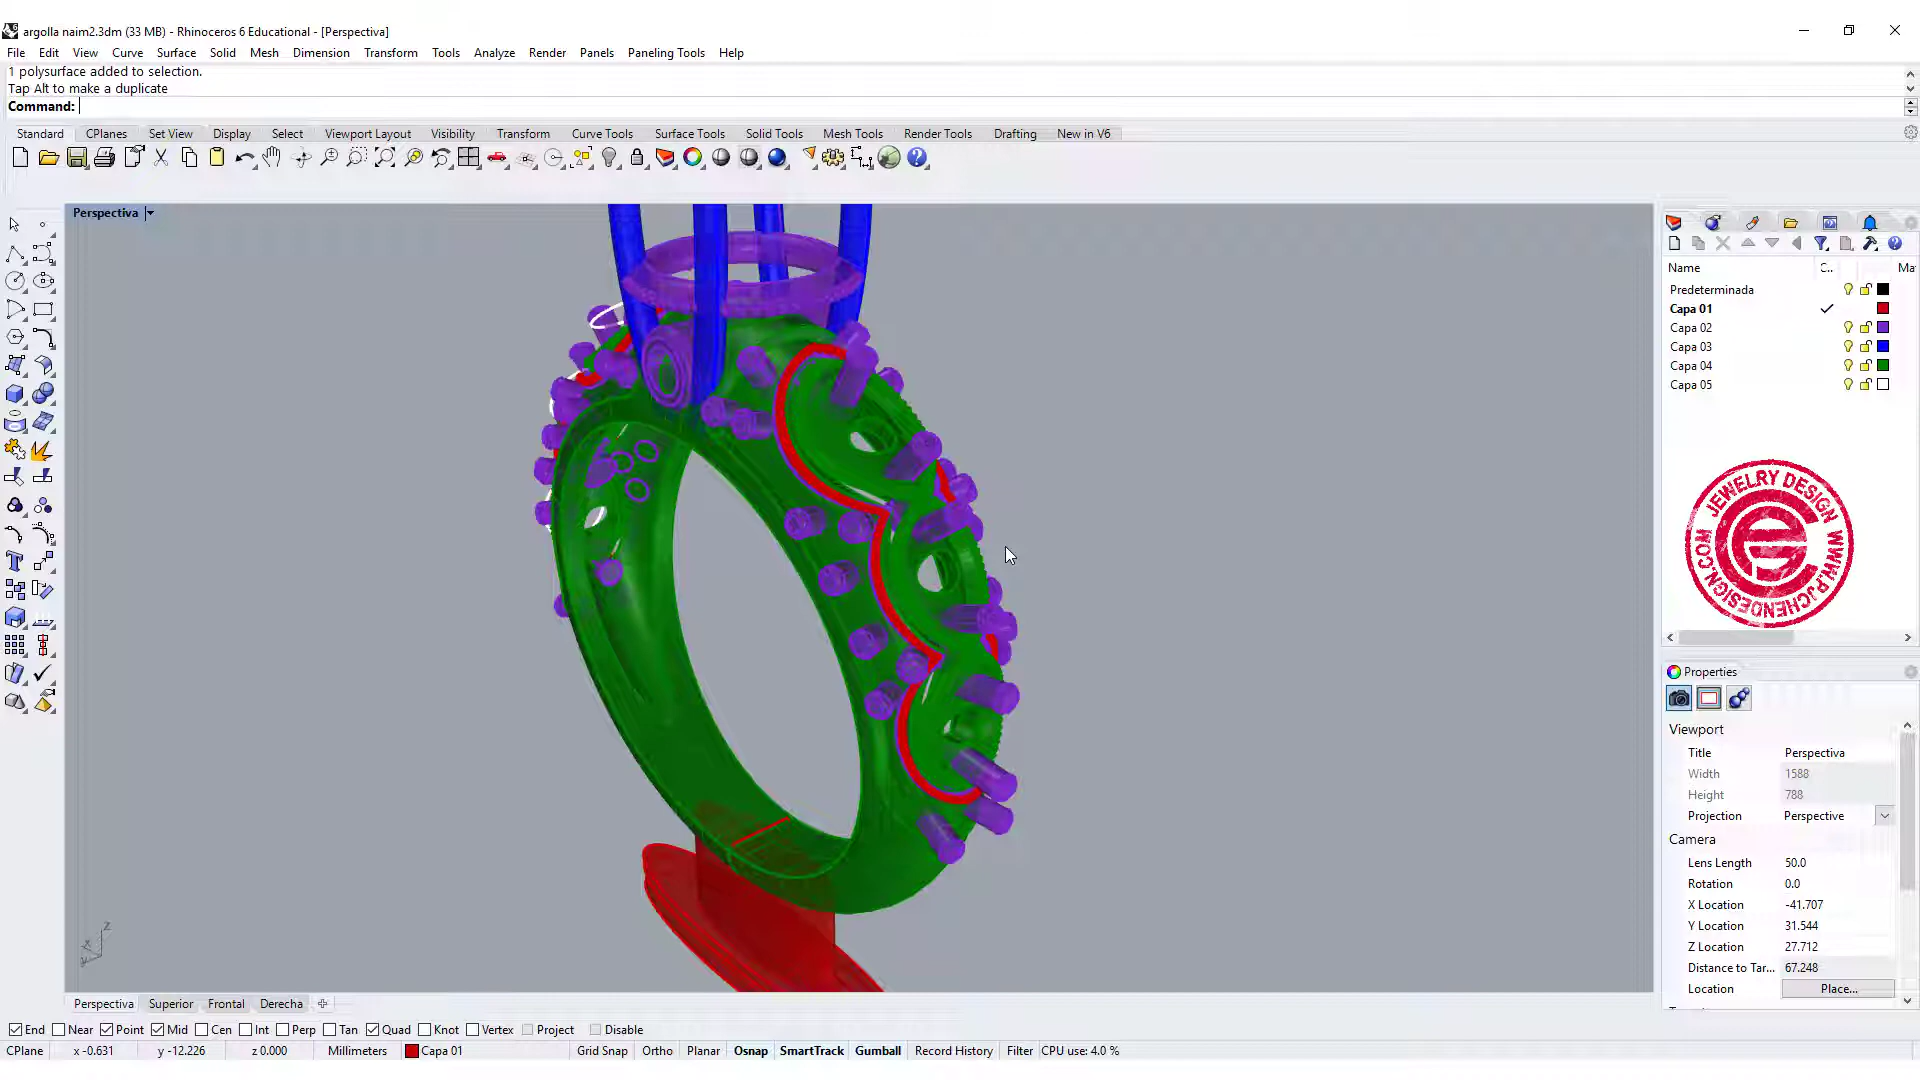 argolla naim2.3dm (33 MB) - Rhinoceros 6 Educational - [Perspectiva]
File Edit View Curve Surface Solid Mesh Dimension Transform Tools Analyze Render Panels Paneling Tools Help
1 polysurface added to selection.
Tap Alt to make a duplicate
Command:
Standard CPlanes Set View Display Select Viewport Layout Visibility Transform Curve Tools Surface Tools Solid Tools Mesh Tools Render Tools Drafting New in V6
Perspectiva
Name C.. Ma
Predeterminada
Capa 01
Capa 02
Capa 03
Capa 04
Capa 05
JEWELRY DESIGN WWW.PJCHENDESIGN.COM
Properties
Viewport
Title Perspectiva
Width 1588
Height 788
Projection Perspective
Camera
Lens Length 50.0
Rotation 0.0
X Location -41.707
Y Location 31.544
Z Location 27.712
Distance to Tar... 67.248
Location Place...
z
x
y
Perspectiva Superior Frontal Derecha
End Near Point Mid Cen Int Perp Tan Quad Knot Vertex Project Disable
CPlane x -0.631 y -12.226 z 0.000 Millimeters Capa 01 Grid Snap Ortho Planar Osnap SmartTrack Gumball Record History Filter CPU use: 4.0 %